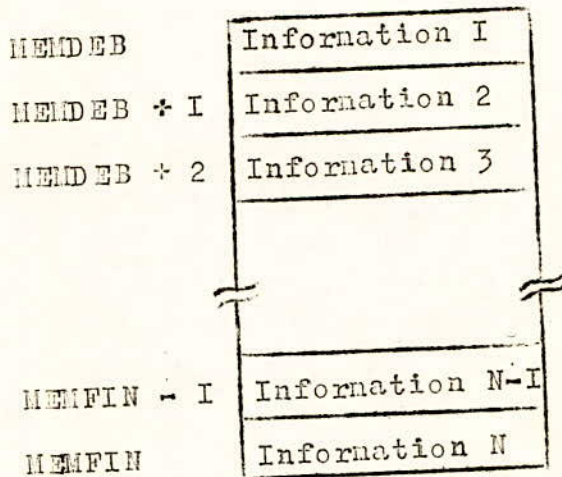 MEMDEB Information I
MEMDEB + I Information 2
MEMDEB + 2 Information 3
MEMFIN - I Information N-I
MEMFIN Information N